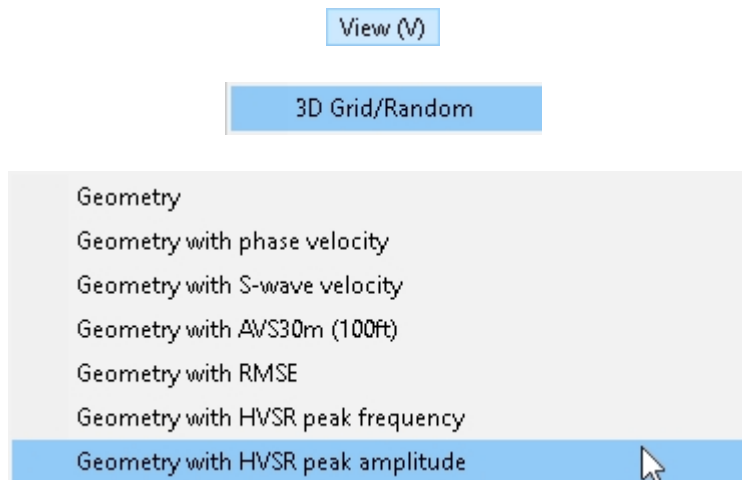 View (V)
3D Grid/Random
Geometry
Geometry with phase velocity
Geometry with S-wave velocity
Geometry with AVS30m (100ft)
Geometry with RMSE
Geometry with HVSR peak frequency
Geometry with HVSR peak amplitude